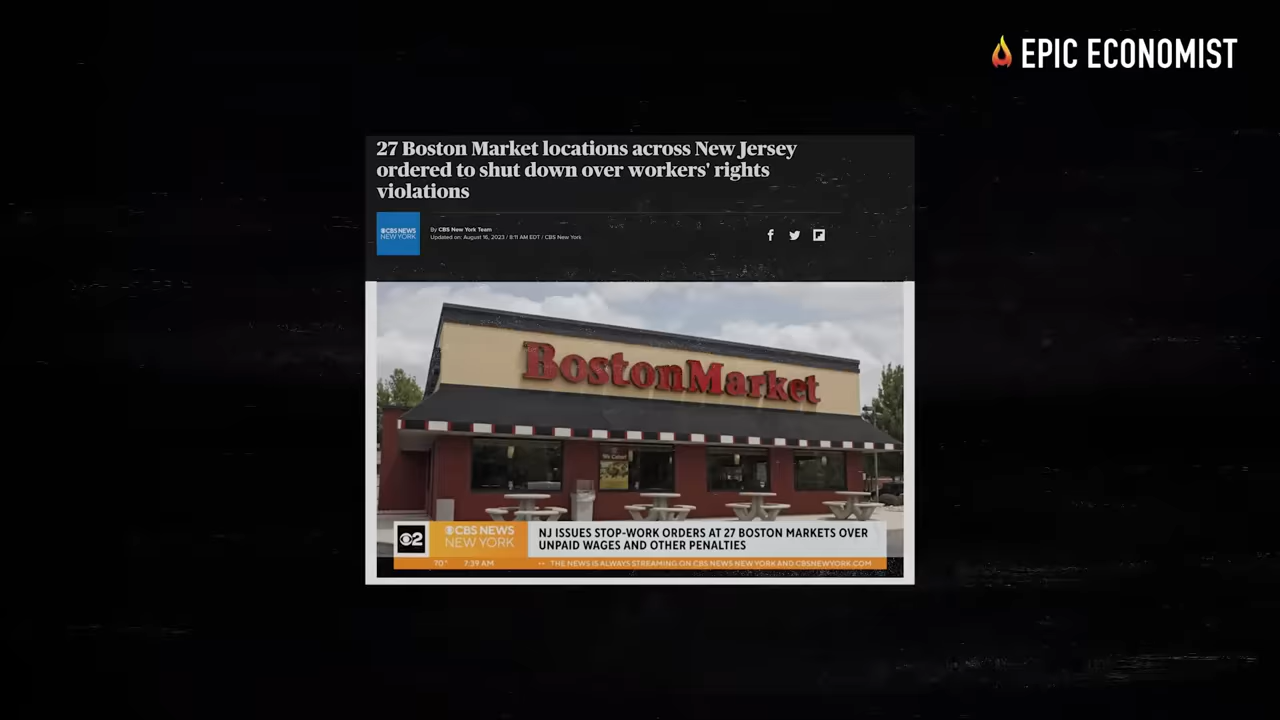 EPIC ECONOMIST
27 Boston Market locations across New Jersey
ordered to shut down over workers' rights
violations
CBS NEWS
NEW YORK
By CBS New York Team
Updated on: August 16, 2023 / 8:11 AM EDT / CBS New York
f
BostonMarket
We Cater!
2
CBS NEWS
NEW YORK
NJ ISSUES STOP-WORK ORDERS AT 27 BOSTON MARKETS OVER
UNPAID WAGES AND OTHER PENALTIES
70° 7:39 AM
THE NEWS IS ALWAYS STREAMING ON CBS NEWS NEW YORK AND CBSNEWYORK.COM